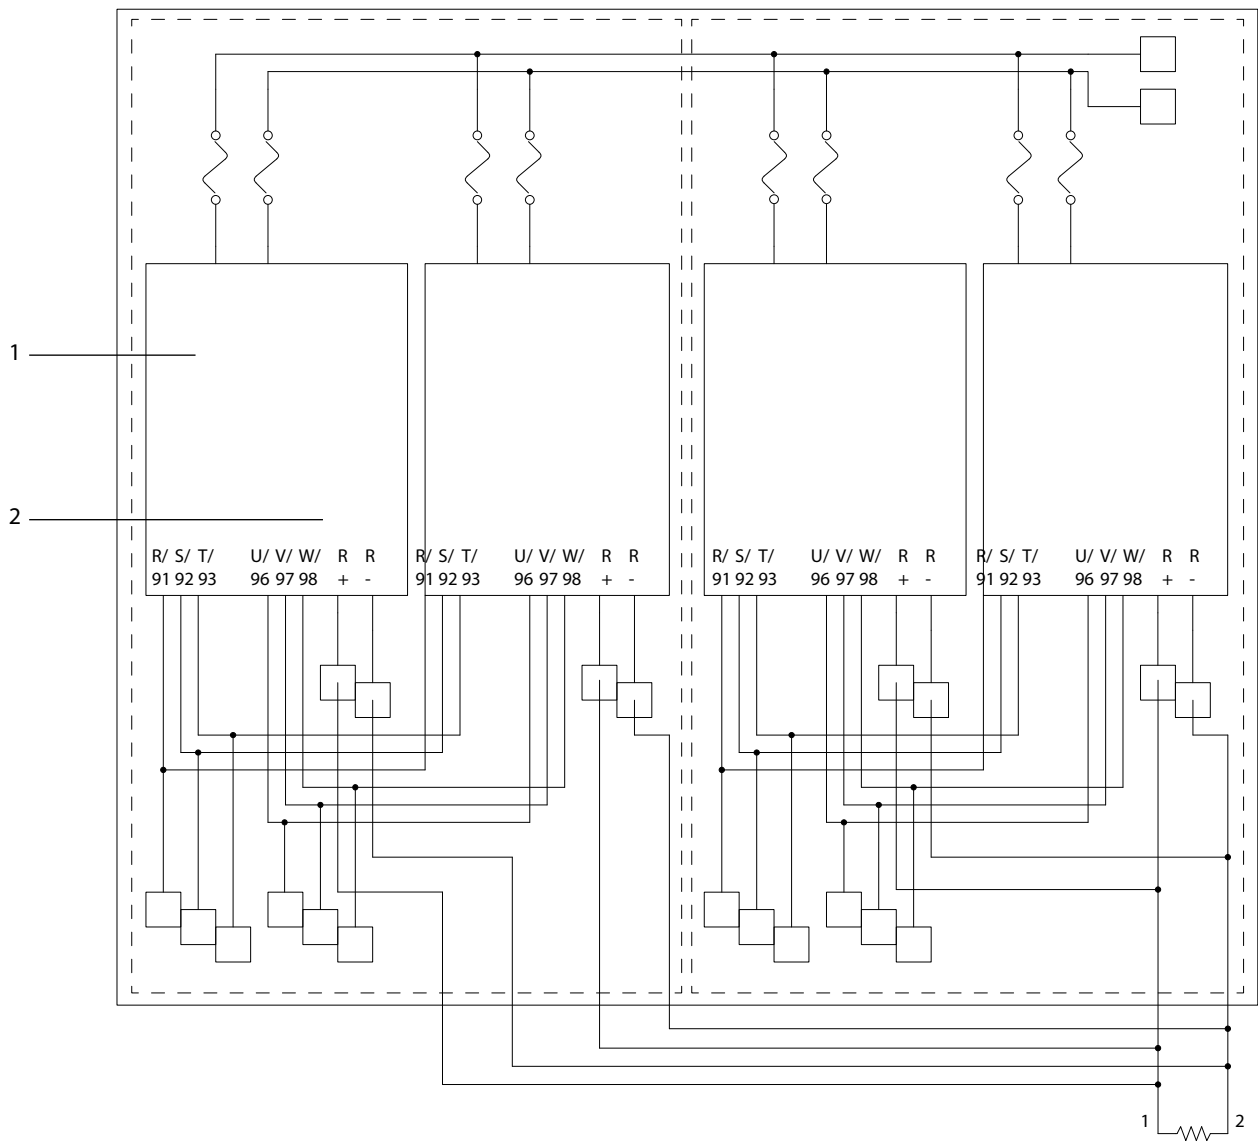 1
2
R/ S/ T/ U/ V/ W/ R R R/ S/ T/ U/ V/ W/ R R R/ S/ T/ U/ V/ W/ R R R/ S/ T/ U/ V/ W/ R R
91 92 93 96 97 98 + - 91 92 93 96 97 98 + - 91 92 93 96 97 98 + - 91 92 93 96 97 98 + -
1 2